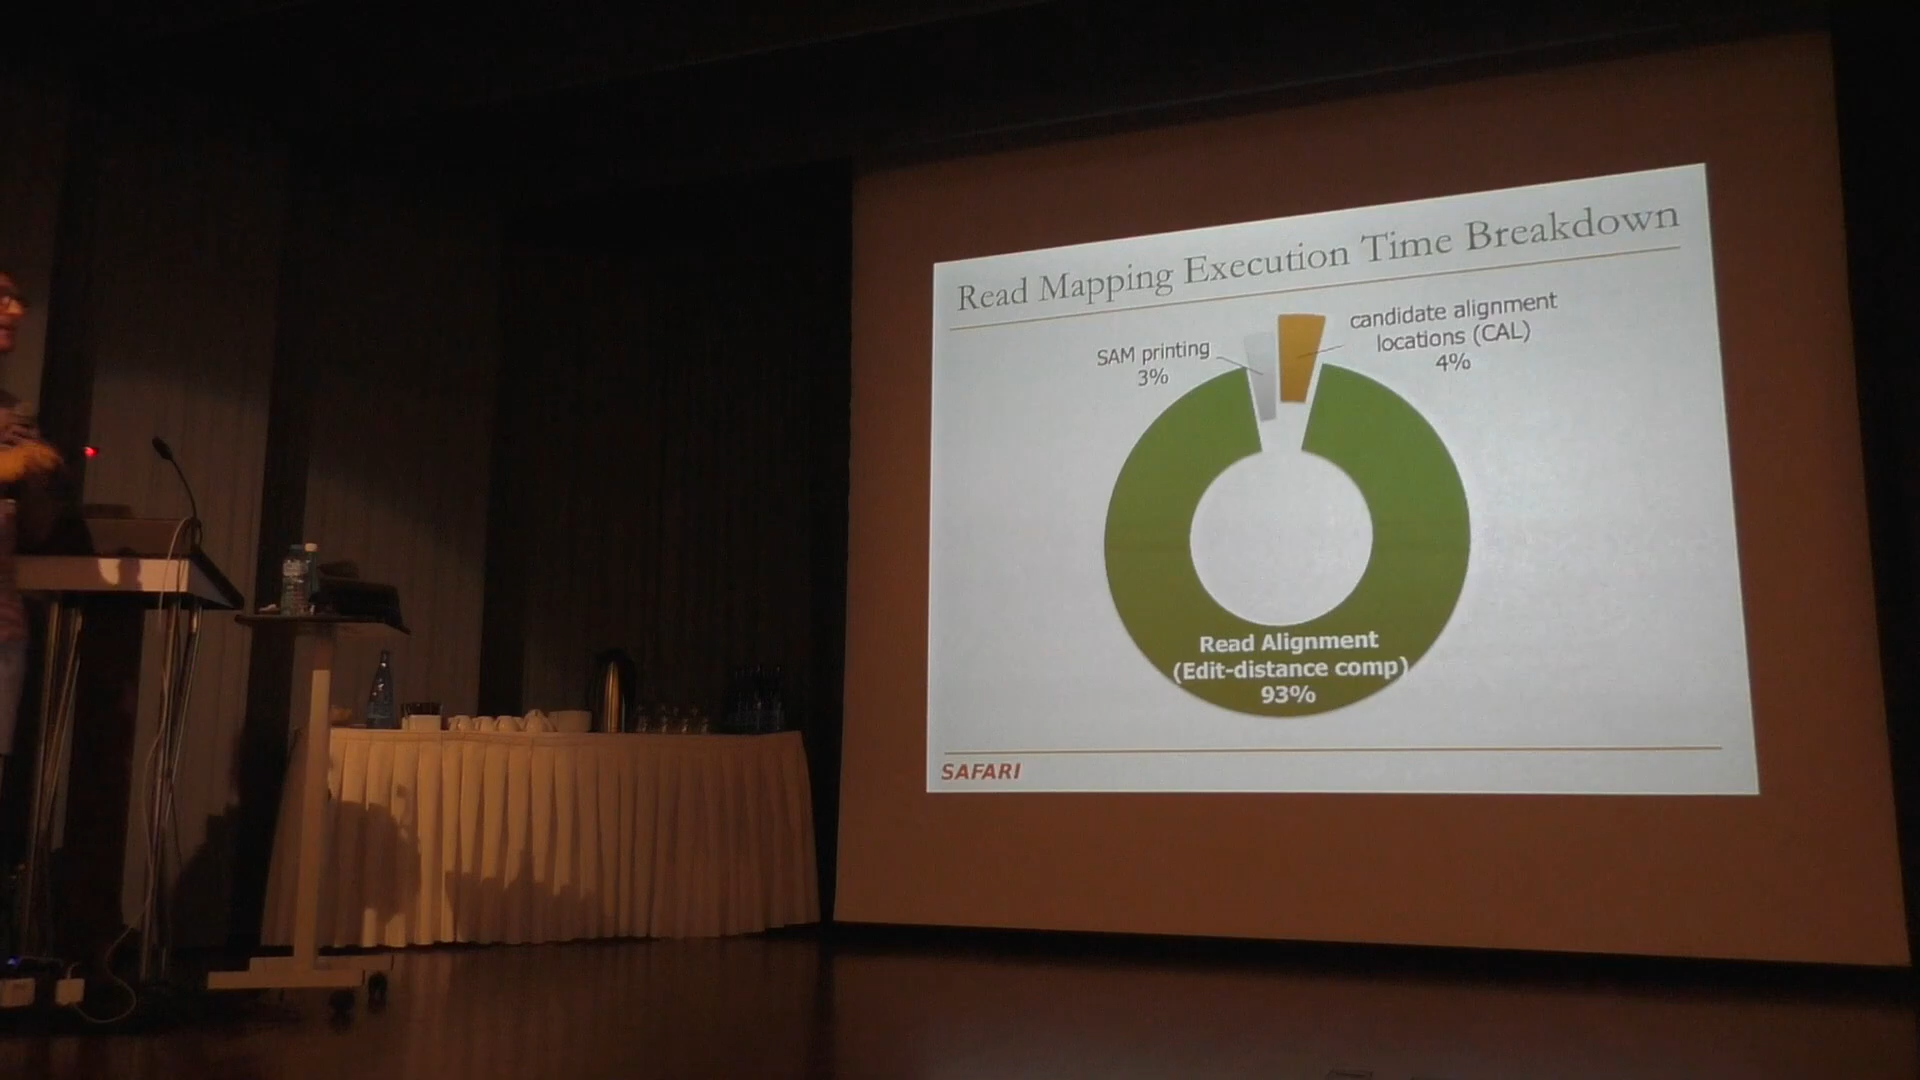 Read Mapping Execution Time Breakdown
candidate alignment
locations (CAL)
4%
SAM printing
3%
Read Alignment
(Edit-distance comp)
93%
SAFARI